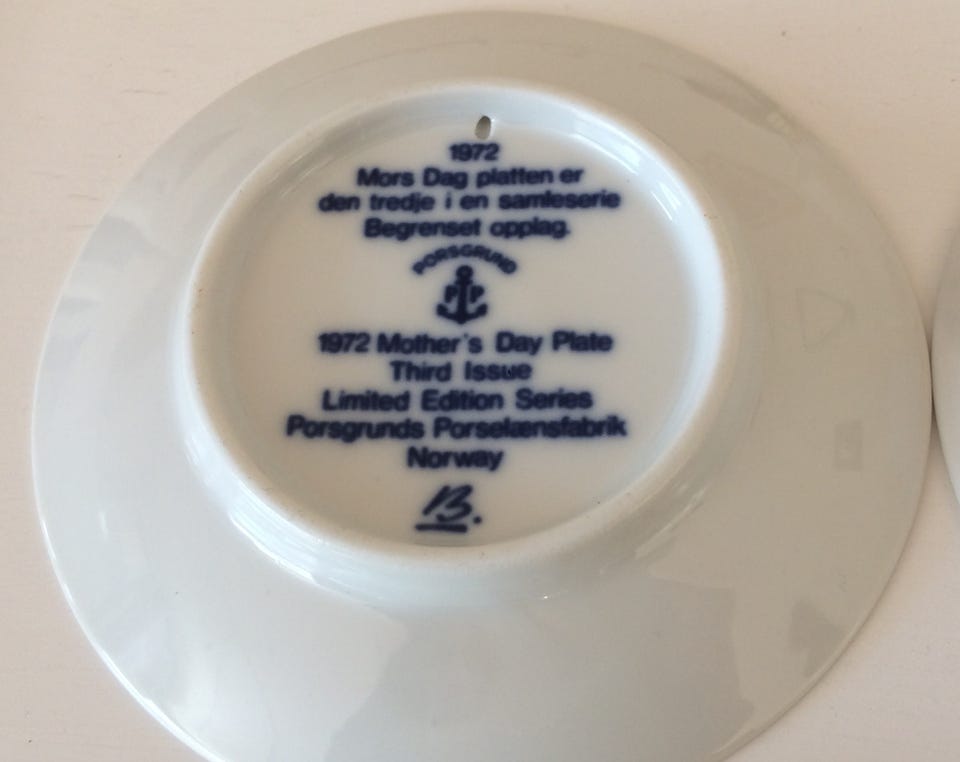 1972
Mors Dag platten er
den tredje i en samleserie
Begrenset opplag.
PORSGRUND
P P
1972 Mother's Day Plate
Third Issue
Limited Edition Series
Porsgrunds Porselænsfabrik
Norway
B.